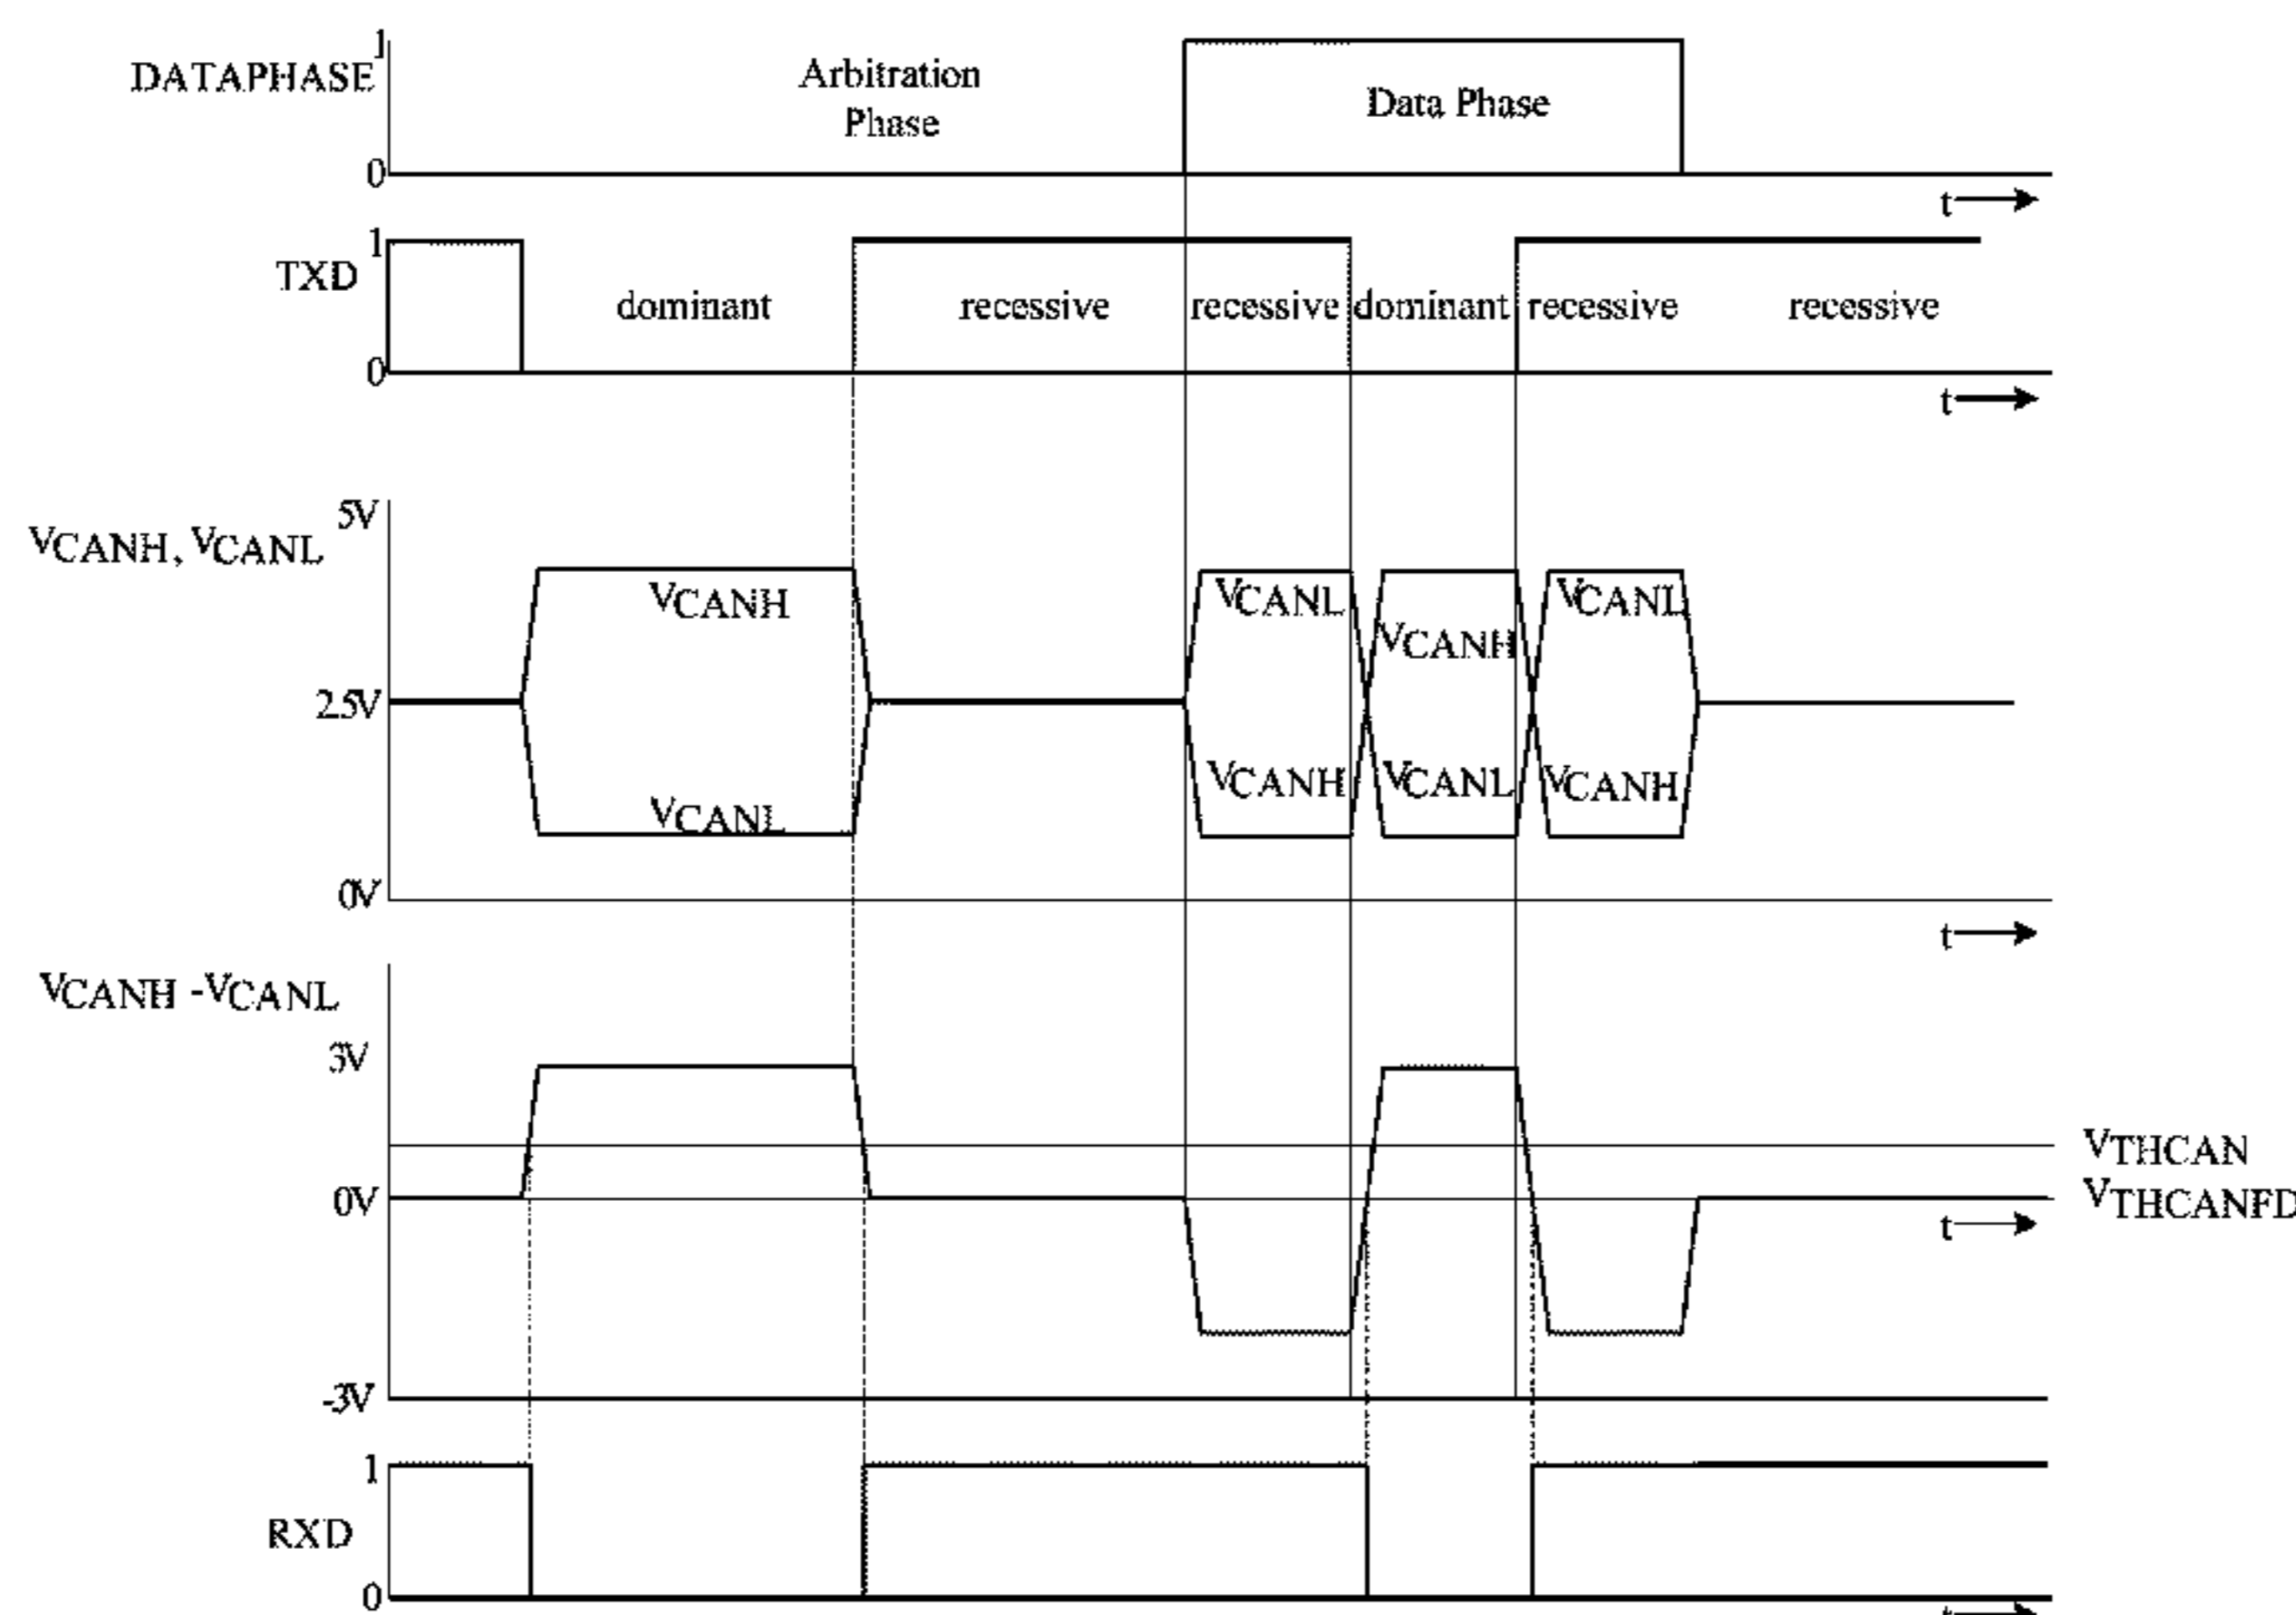 DATAPHASE
1
0
Arbitration
Phase
Data Phase
t
TXD
1
0
dominant
recessive
recessive
dominant
recessive
recessive
t
VCANH, VCANL
5V
2.5V
0V
VCANH
VCANL
VCANL
VCANH
VCANH
VCANL
VCANL
VCANH
t
VCANH -VCANL
3V
0V
-3V
VTHCAN
VTHCANFD
t
RXD
1
0
t